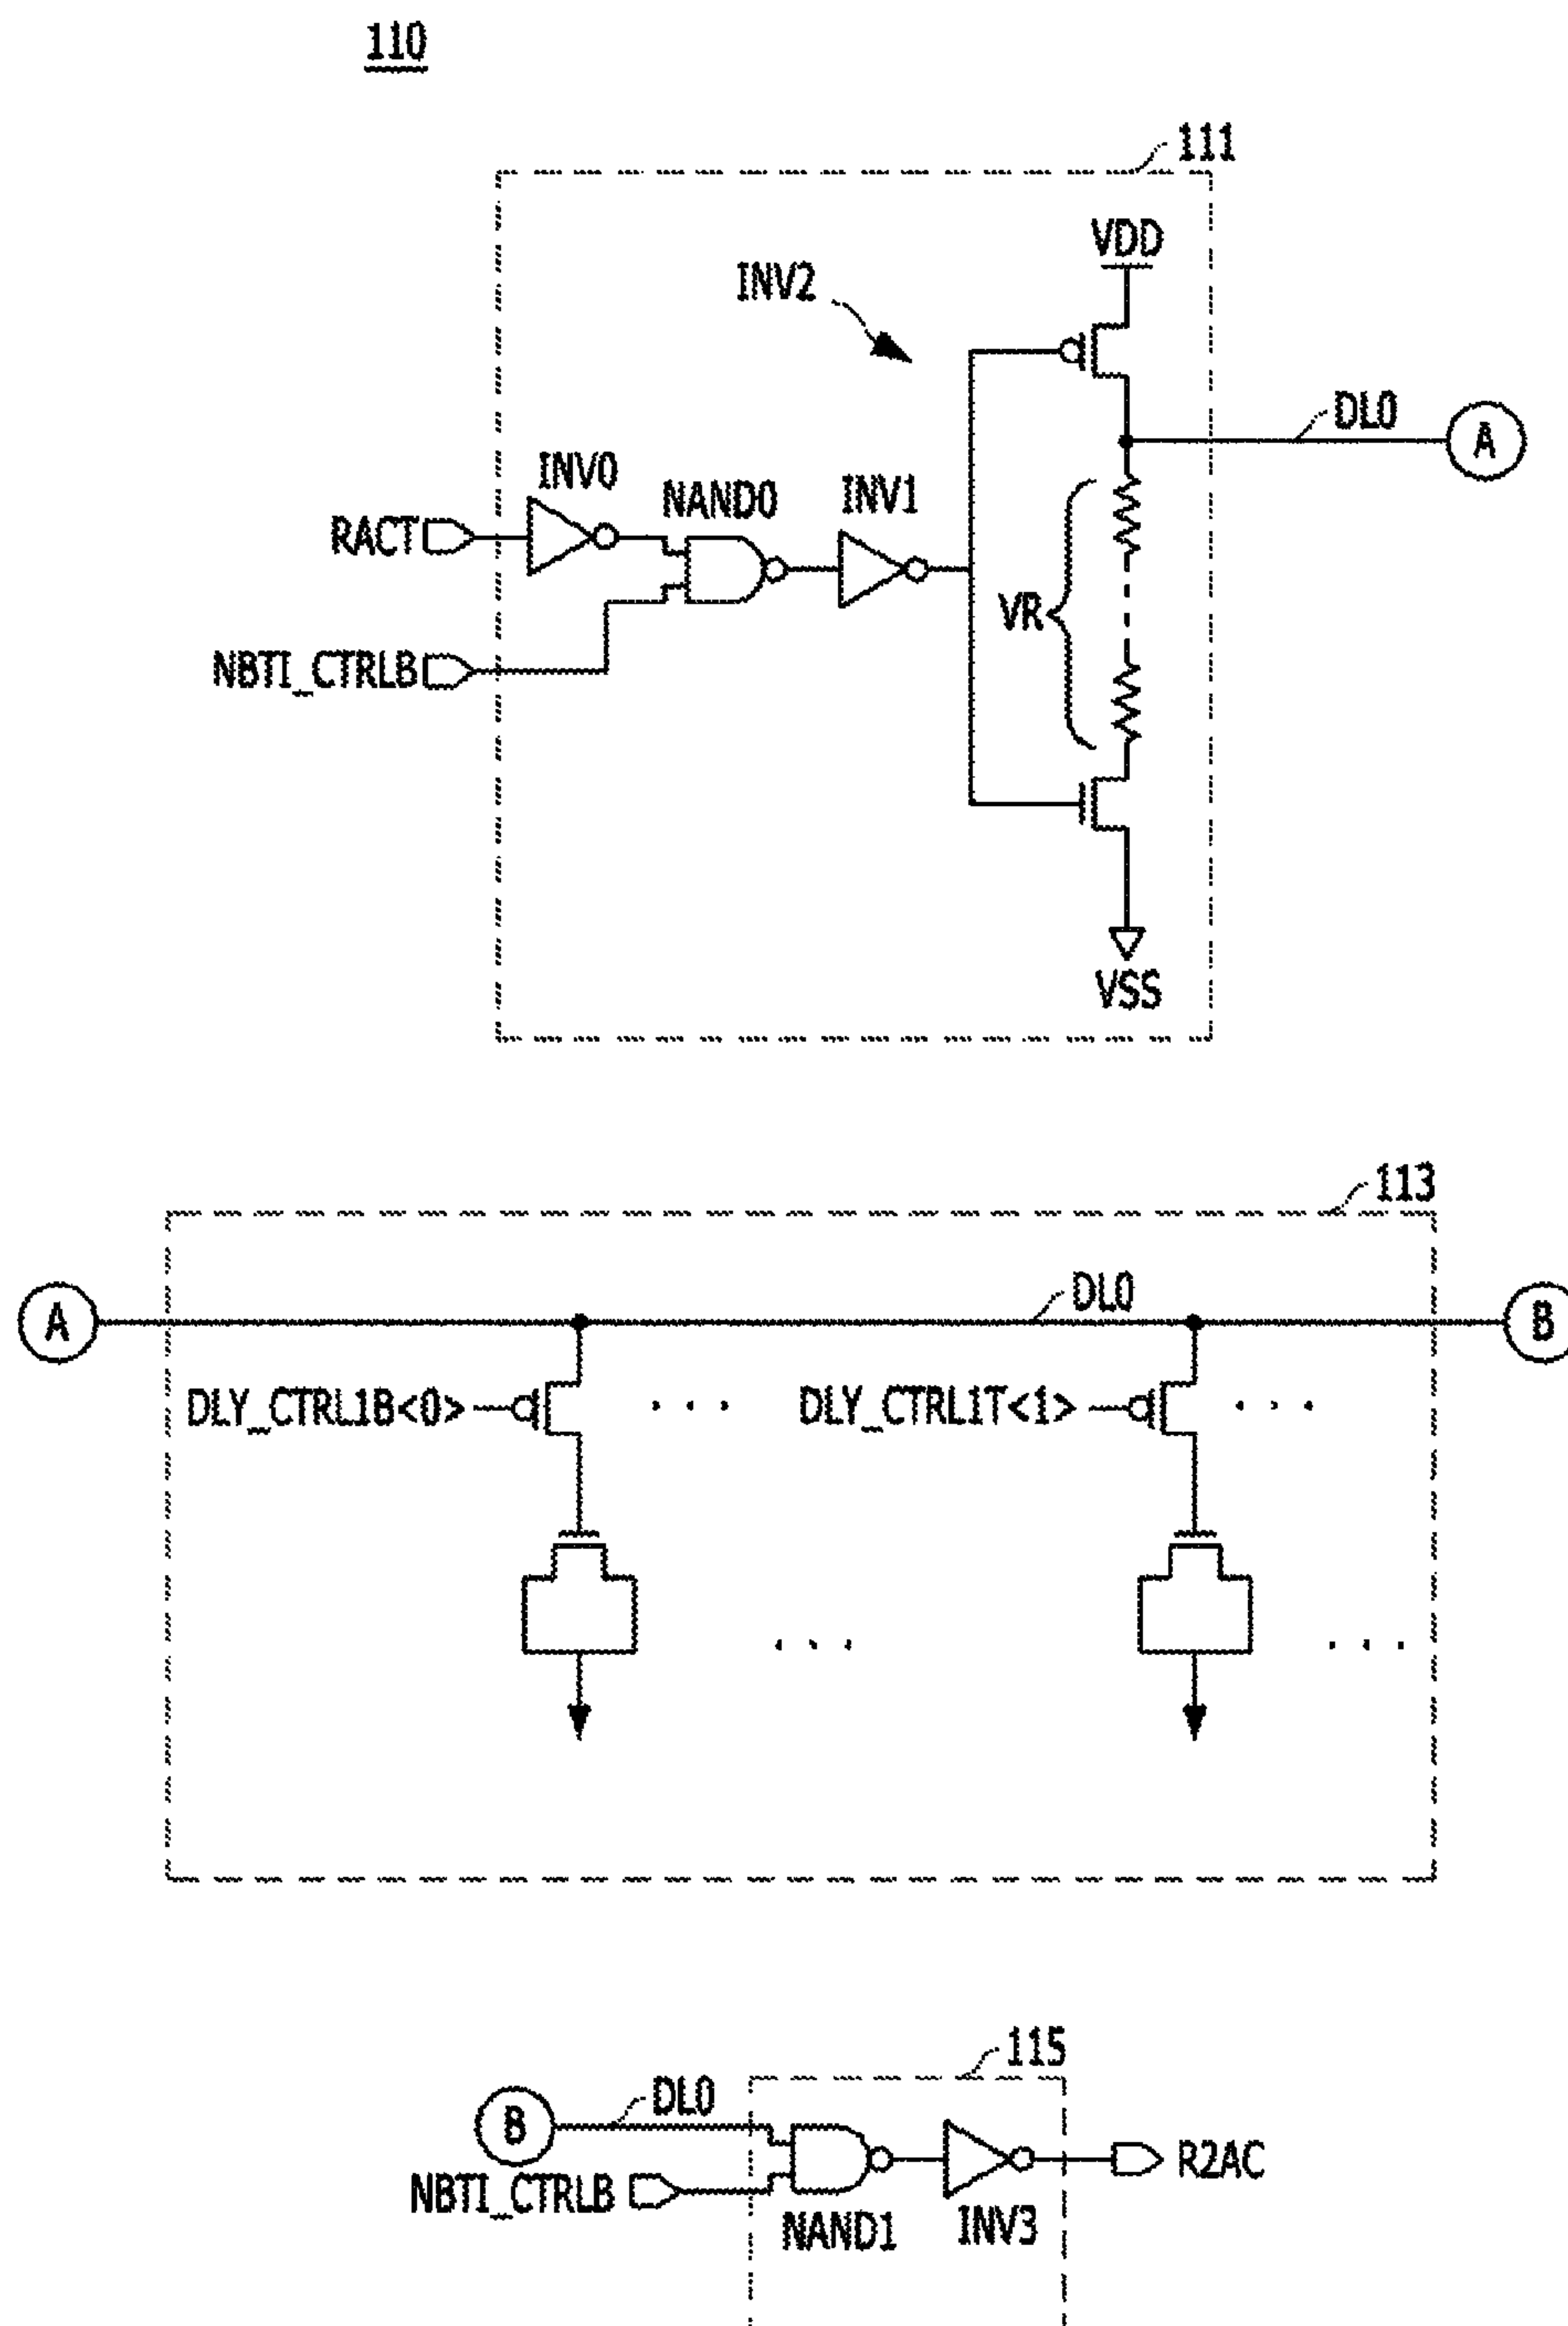 110
111
VDD
INV2
DL0
A
INV0
NAND0
INV1
RACT
VR
NBTI_CTRLB
VSS
113
A
DL0
B
DLY_CTRL1B<0>
. . .
DLY_CTRL1T<1>
. . .
. . .
. . .
115
B
DL0
R2AC
NBTI_CTRLB
NAND1
INV3